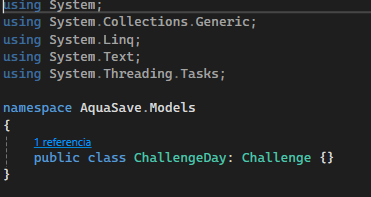 using System;
using System.Collections.Generic;
using System.Linq;
using System.Text;
using System.Threading.Tasks;
namespace AquaSave.Models
{
1 referencia
public class ChallengeDay: Challenge {}
}